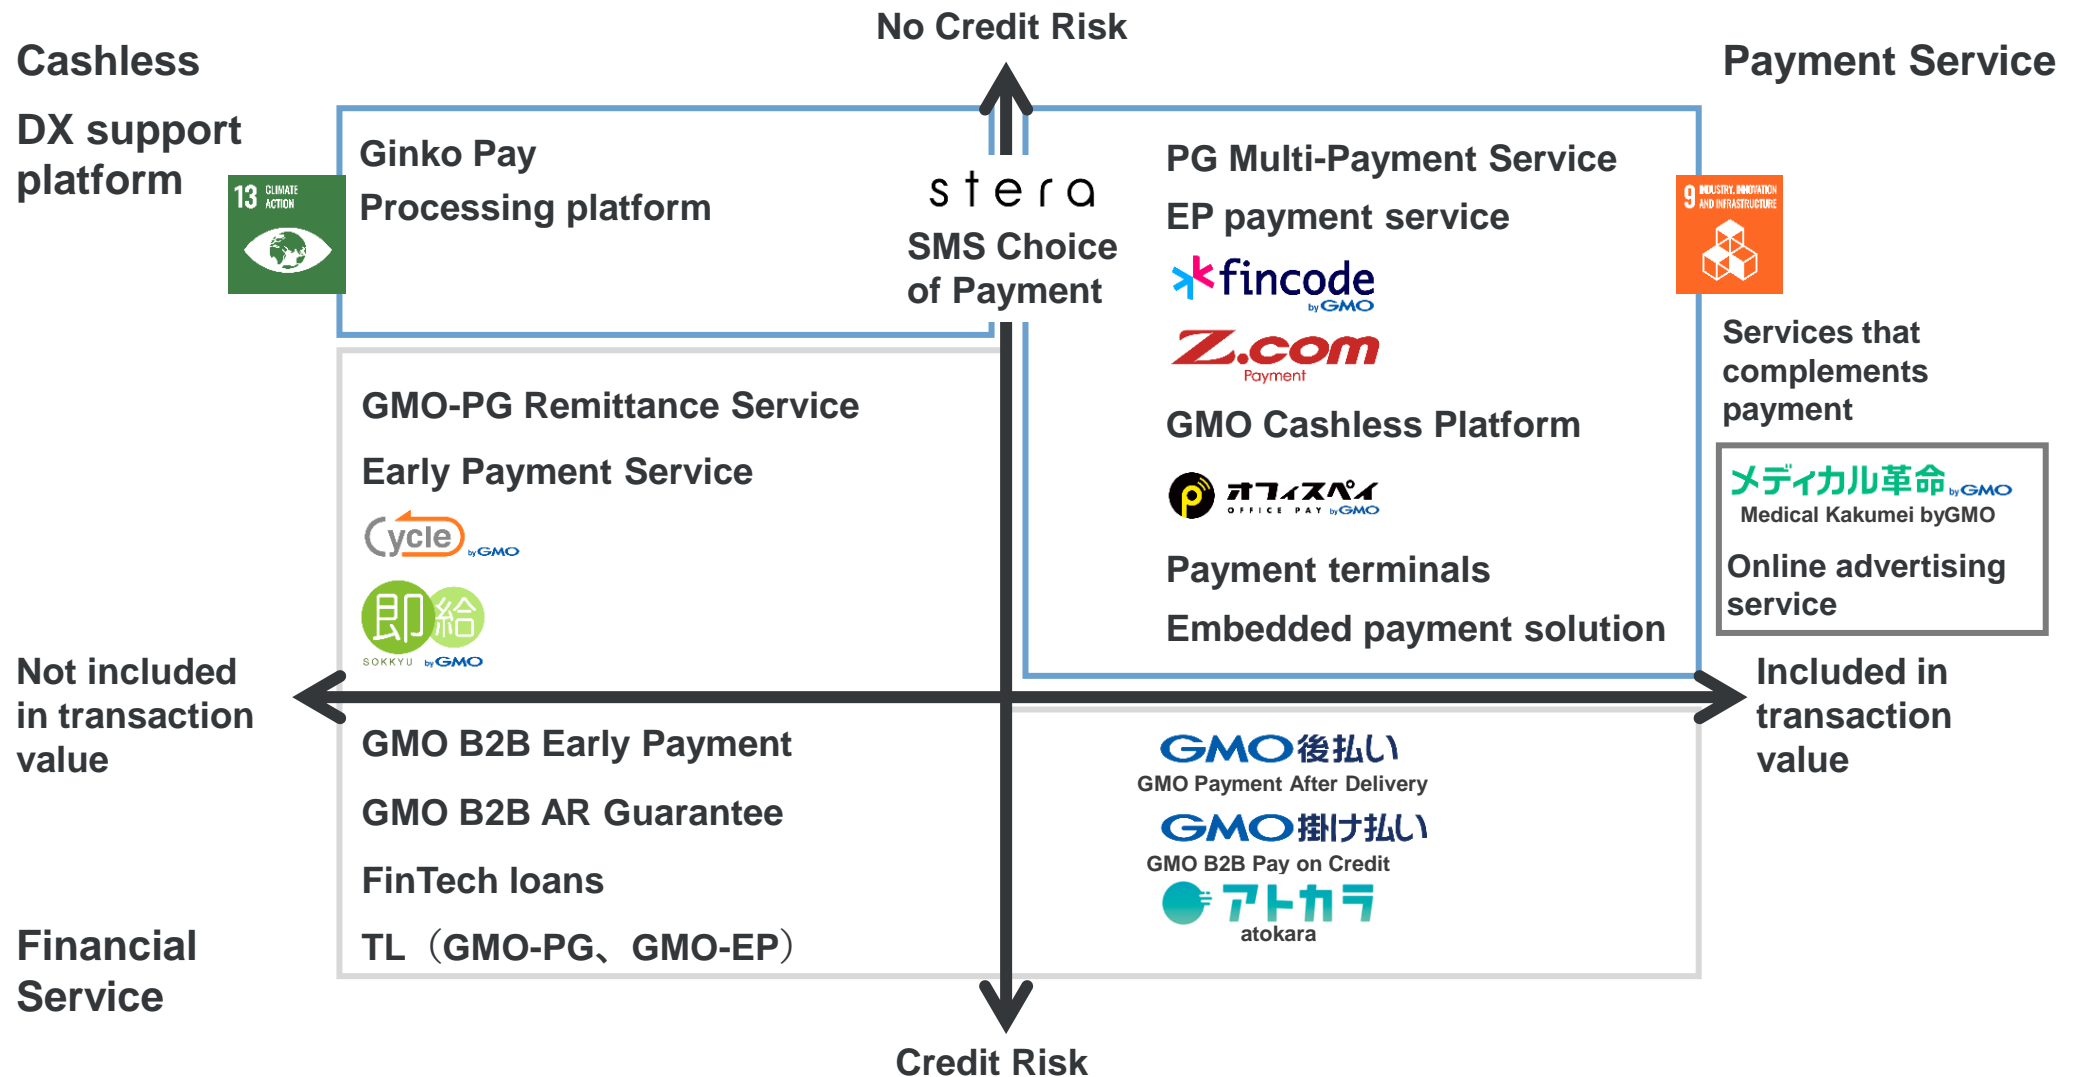 No Credit Risk
Cashless
DX support
platform
Payment Service
13 CLIMATE
ACTION
Ginko Pay
Processing platform
stera
SMS Choice
of Payment
PG Multi-Payment Service
EP payment service
fincode
by GMO
Z.com
Payment
GMO Cashless Platform
オフィスペイ
OFFICE PAY by GMO
Payment terminals
Embedded payment solution
9 INDUSTRY, INNOVATION
AND INFRASTRUCTURE
Services that
complements
payment
メディカル革命 by GMO
Medical Kakumei byGMO
Online advertising
service
GMO-PG Remittance Service
Early Payment Service
Cycle by GMO
即給
SOKKYU by GMO
Not included
in transaction
value
Included in
transaction
value
GMO B2B Early Payment
GMO B2B AR Guarantee
FinTech loans
TL（GMO-PG、GMO-EP）
GMO後払い
GMO Payment After Delivery
GMO掛け払い
GMO B2B Pay on Credit
アトカラ
atokara
Financial
Service
Credit Risk